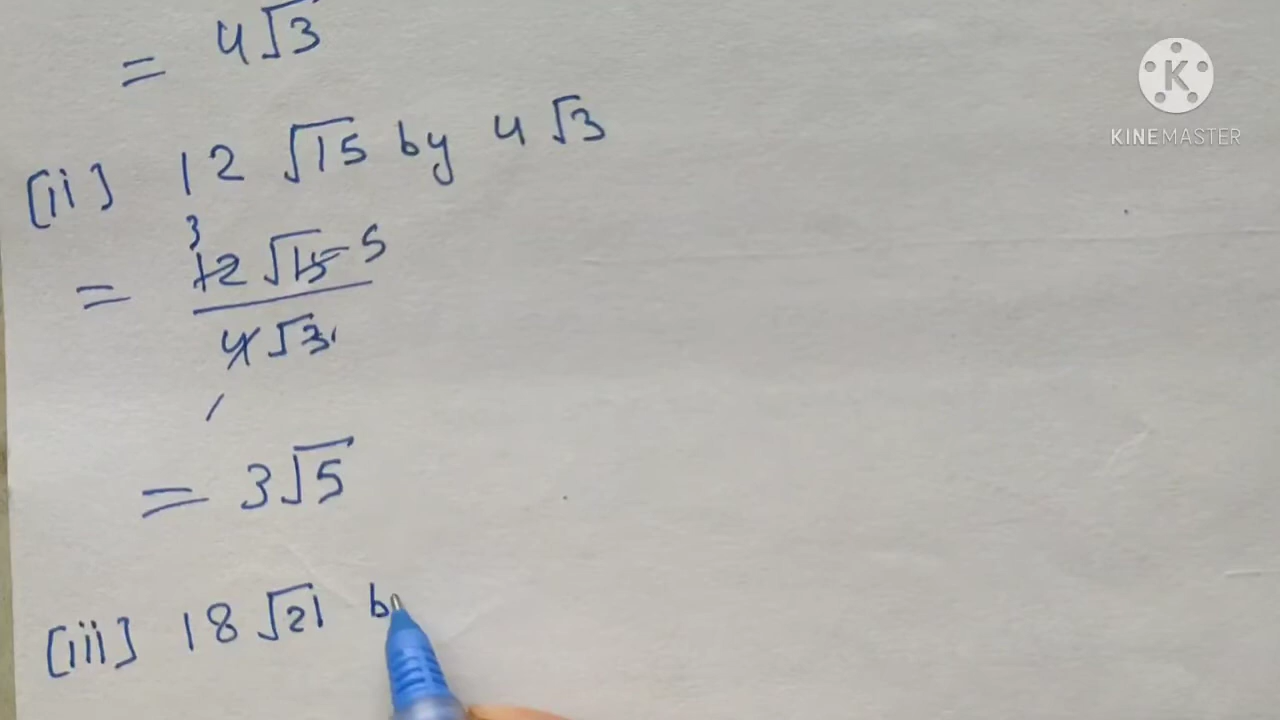 = 4√3
K
KINEMASTER
[ii] 12 √15 by 4 √3
3
= 12 √15 5
4 √3
= 3√5
[iii] 18 √21 b